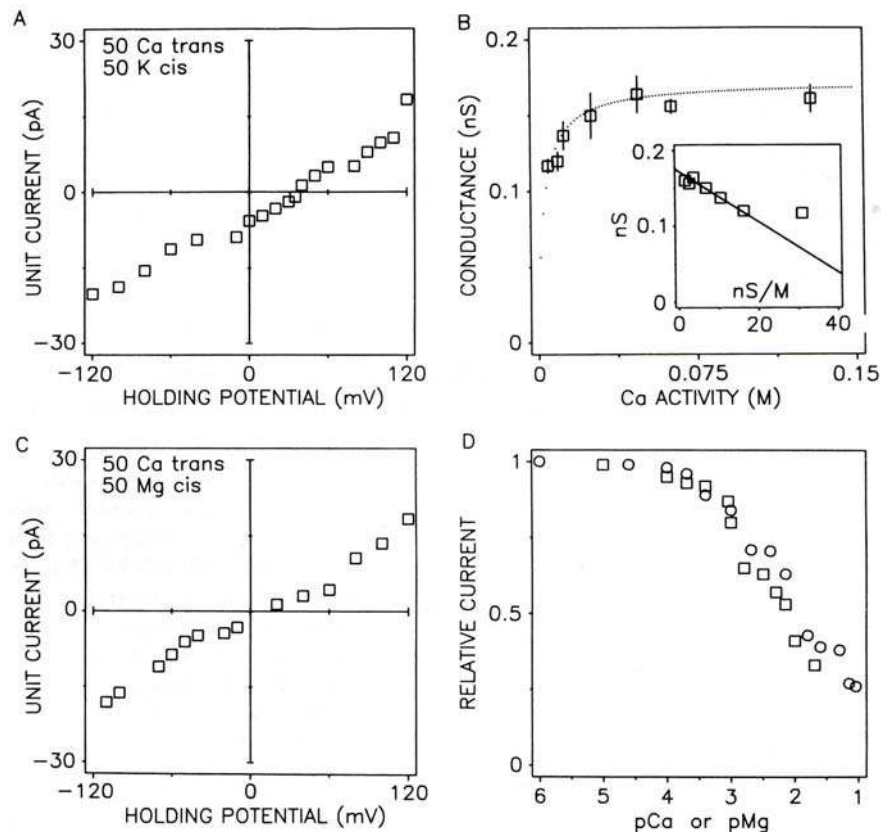 A
30
50 Ca trans
50 K cis
UNIT CURRENT (pA)
0
−30
−120
0
120
HOLDING POTENTIAL (mV)
B
0.2
CONDUCTANCE (nS)
0.1
0
0
0.075
0.15
Ca ACTIVITY (M)
0.2
nS
0.1
0
nS/M
0
20
40
C
30
50 Ca trans
50 Mg cis
UNIT CURRENT (pA)
0
−30
−120
0
120
HOLDING POTENTIAL (mV)
D
1
RELATIVE CURRENT
0.5
0
6
5
4
3
2
1
pCa or pMg